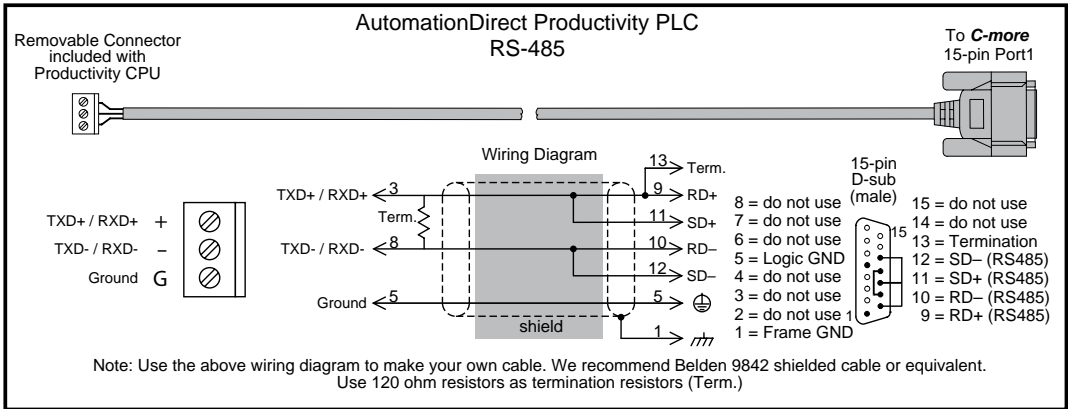 AutomationDirect Productivity PLC
RS-485
Removable Connector
included with
Productivity CPU
To C-more
15-pin Port1
Wiring Diagram
TXD+ / RXD+ +
TXD- / RXD- –
Ground G
TXD+ / RXD+ 3
Term.
TXD- / RXD- 8
Ground 5
shield
13 Term.
9 RD+
11 SD+
10 RD–
12 SD–
5
1
8 = do not use
7 = do not use
6 = do not use
5 = Logic GND
4 = do not use
3 = do not use
2 = do not use
1 = Frame GND
15-pin
D-sub
(male)
15
1
15 = do not use
14 = do not use
13 = Termination
12 = SD– (RS485)
11 = SD+ (RS485)
10 = RD– (RS485)
9 = RD+ (RS485)
Note: Use the above wiring diagram to make your own cable. We recommend Belden 9842 shielded cable or equivalent.
Use 120 ohm resistors as termination resistors (Term.)